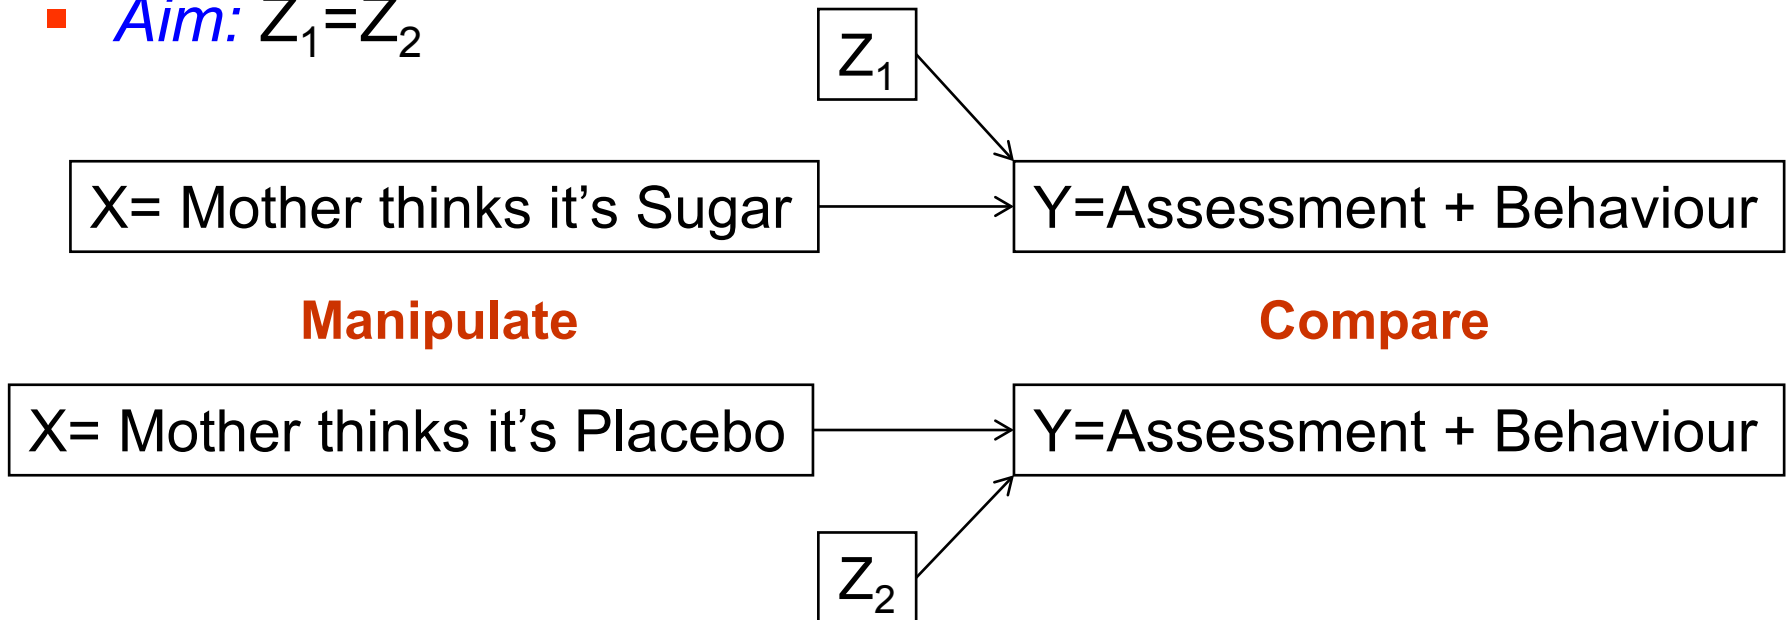 Aim: Z₁=Z₂
Z₁
X= Mother thinks it’s Sugar
Y=Assessment + Behaviour
Manipulate
Compare
X= Mother thinks it’s Placebo
Y=Assessment + Behaviour
Z₂